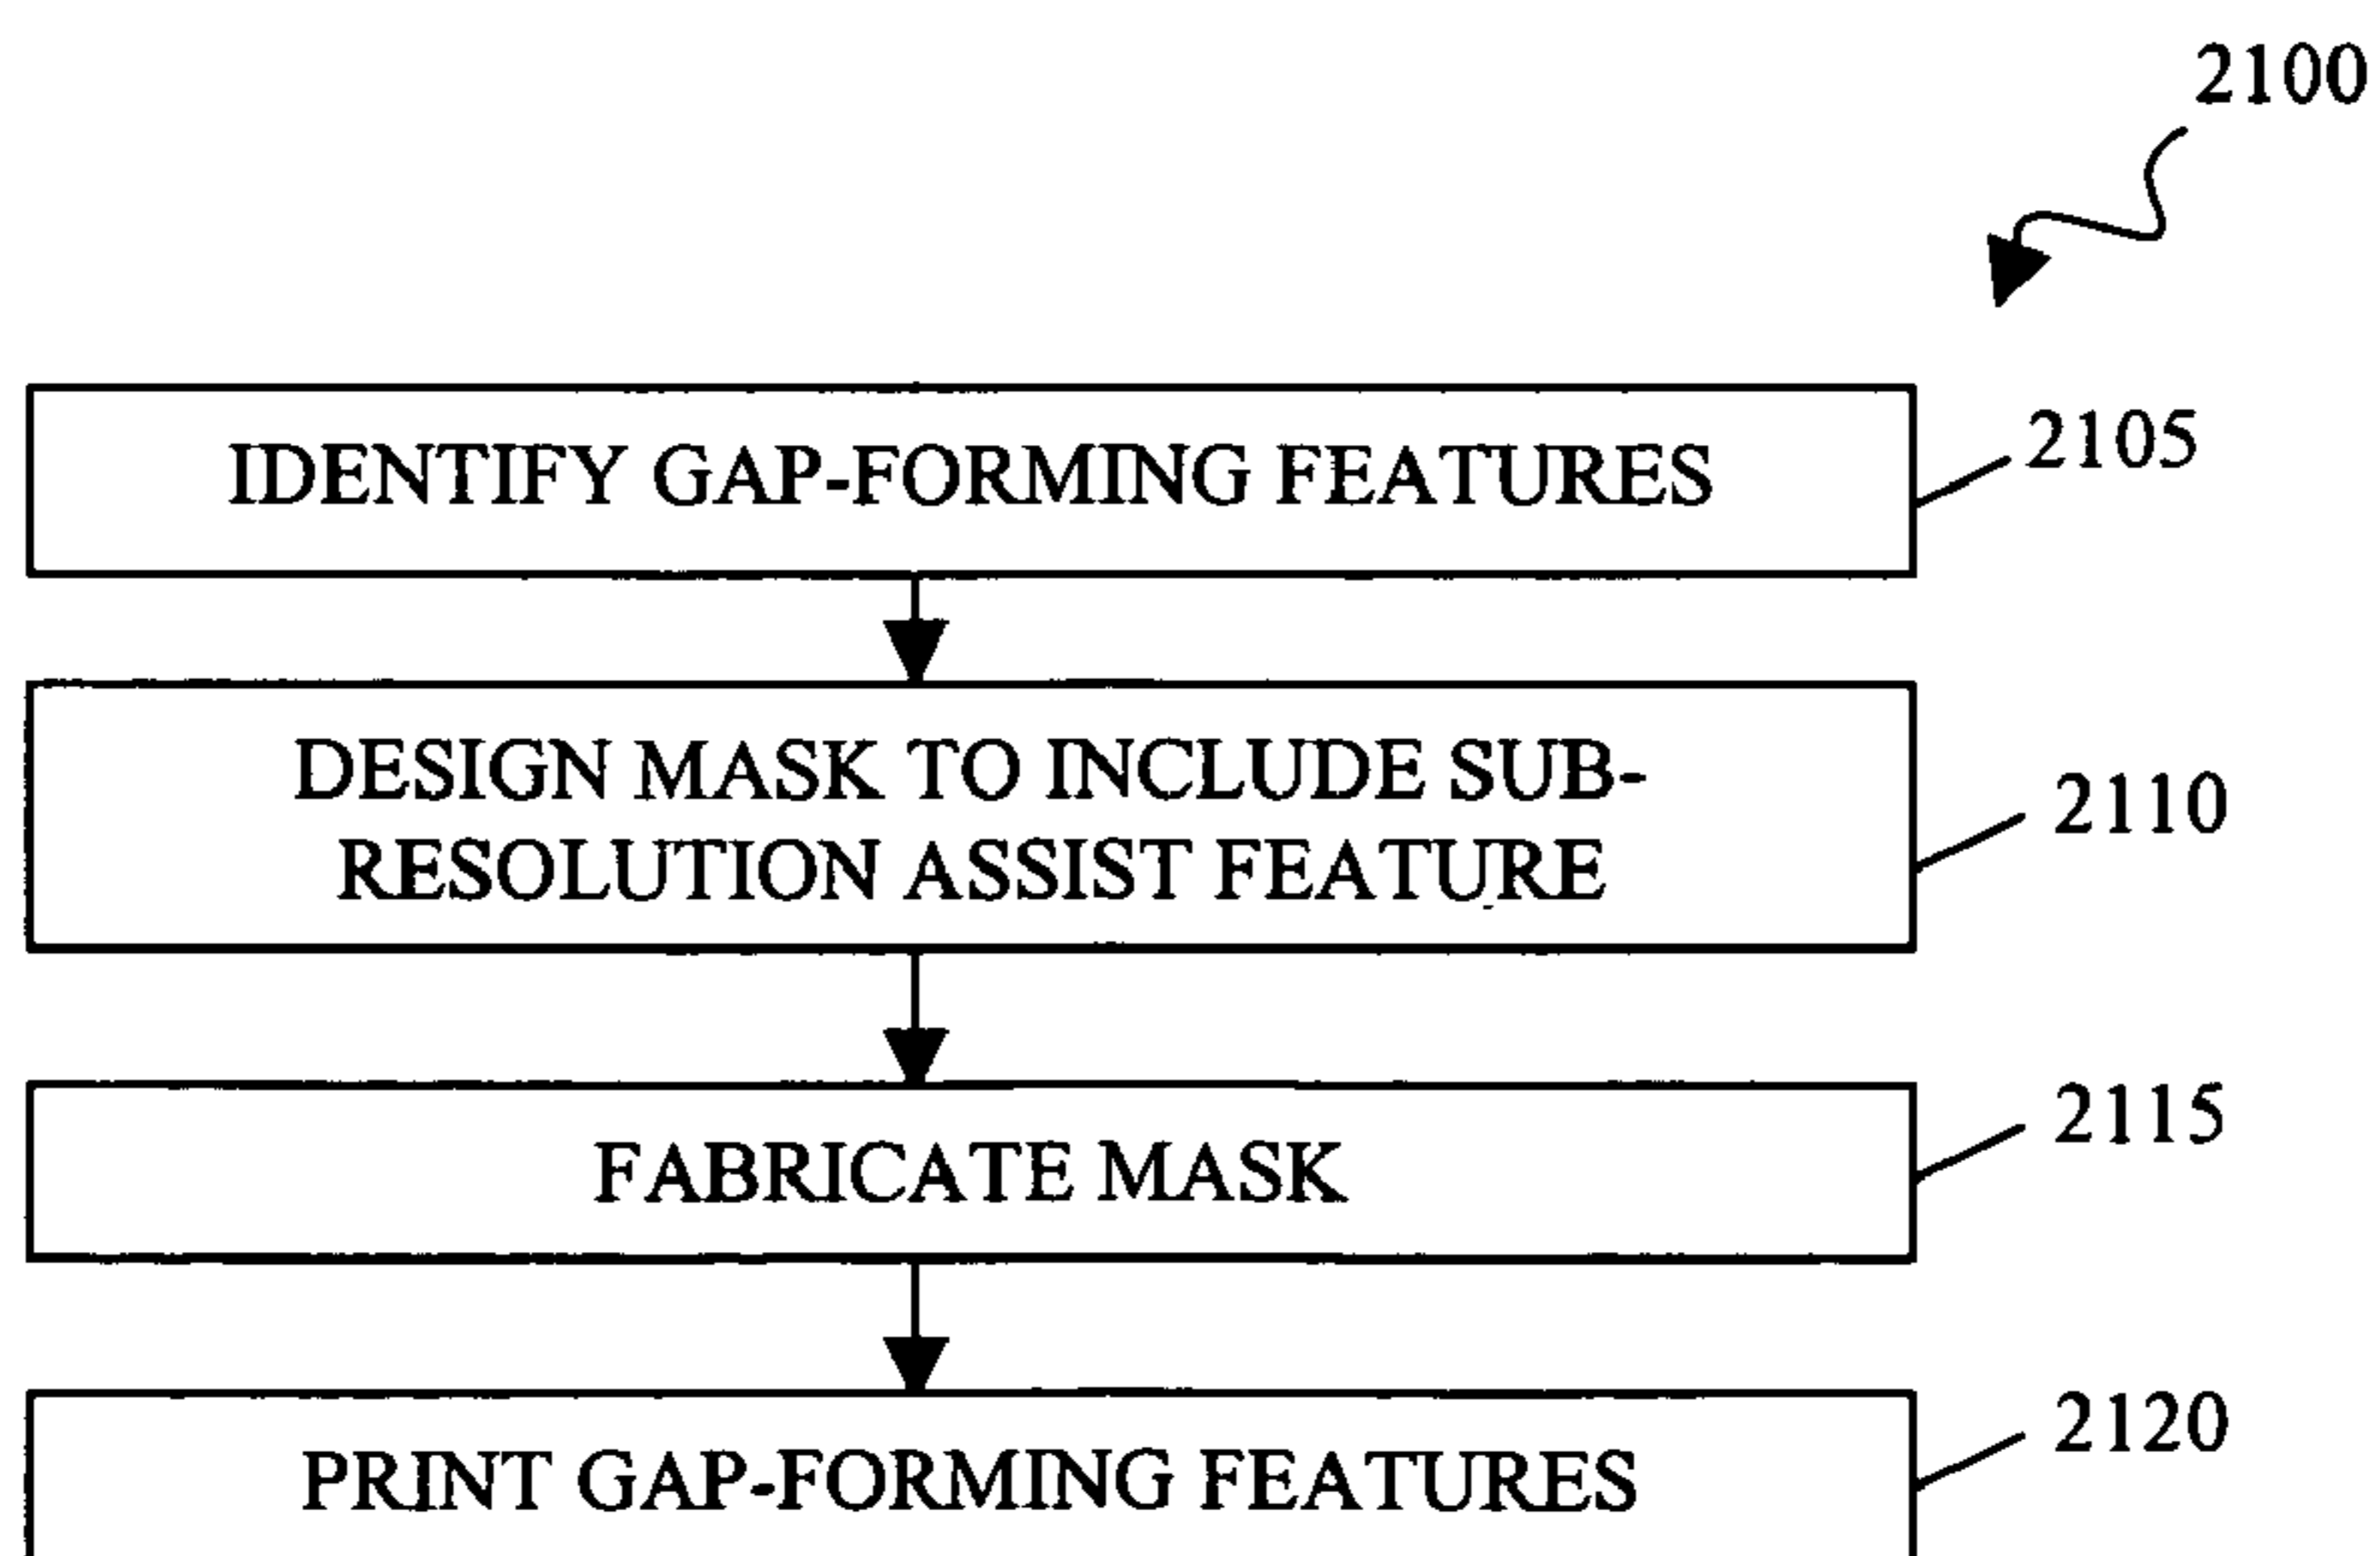 2100
IDENTIFY GAP-FORMING FEATURES
2105
DESIGN MASK TO INCLUDE SUB-
RESOLUTION ASSIST FEATURE
2110
FABRICATE MASK
2115
PRINT GAP-FORMING FEATURES
2120